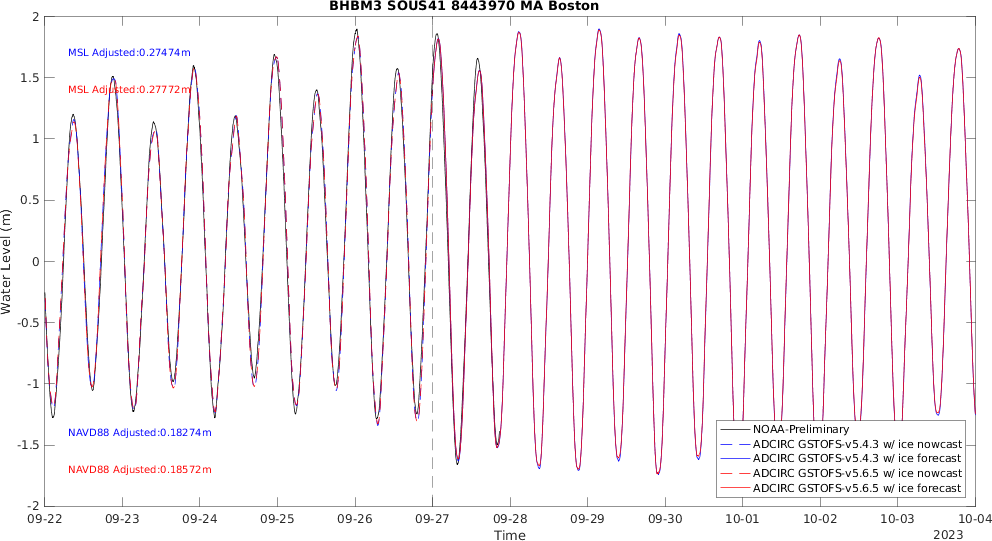 BHBM3 SOUS41 8443970 MA Boston
2
1.5
1
0.5
0
-0.5
-1
-1.5
-2
Water Level (m)
MSL Adjusted:0.27474m
MSL Adjusted:0.27772m
NAVD88 Adjusted:0.18274m
NAVD88 Adjusted:0.18572m
NOAA-Preliminary
ADCIRC GSTOFS-v5.4.3 w/ ice nowcast
ADCIRC GSTOFS-v5.4.3 w/ ice forecast
ADCIRC GSTOFS-v5.6.5 w/ ice nowcast
ADCIRC GSTOFS-v5.6.5 w/ ice forecast
09-22 09-23 09-24 09-25 09-26 09-27 09-28 09-29 09-30 10-01 10-02 10-03 10-04
Time
2023